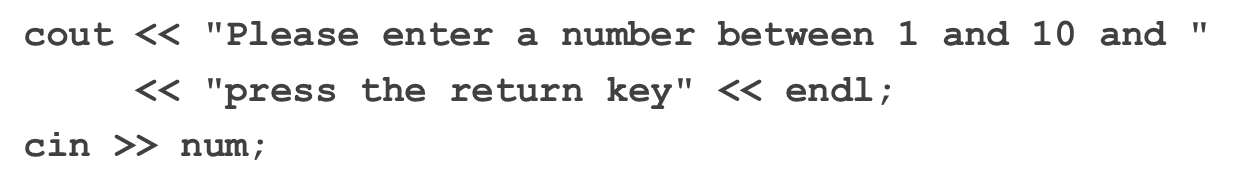 cout << "Please enter a number between 1 and 10 and "
<< "press the return key" << endl;
cin >> num;